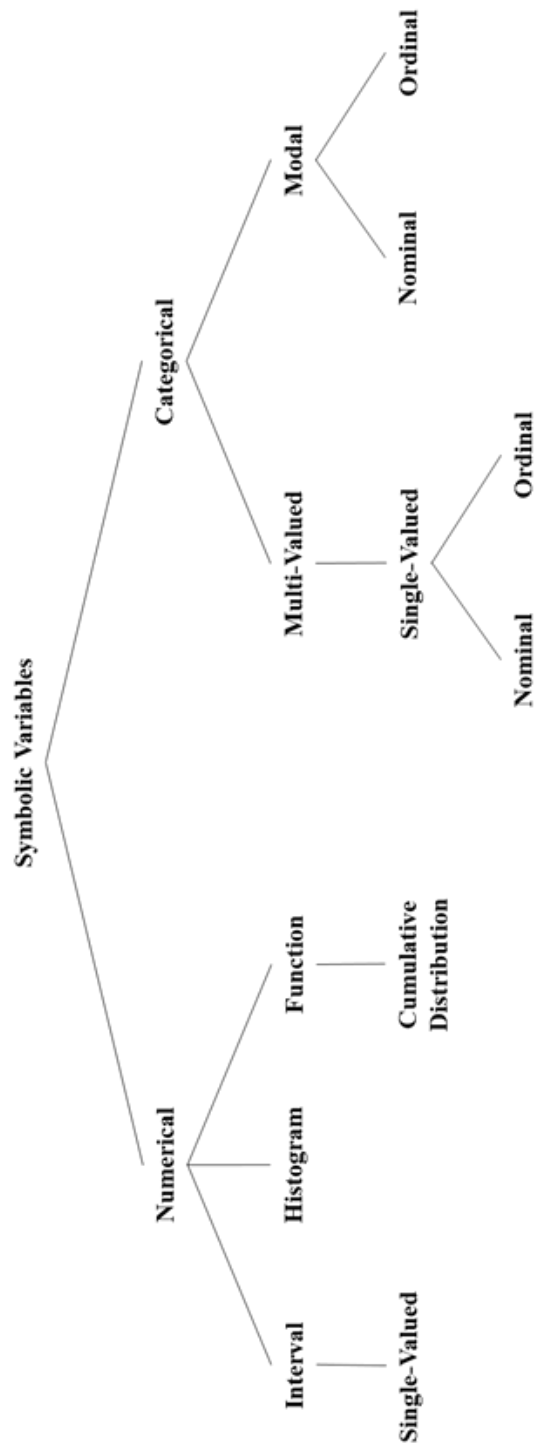 Symbolic Variables
Numerical
Categorical
Interval
Histogram
Function
Multi-Valued
Modal
Single-Valued
Cumulative
Distribution
Single-Valued
Nominal
Ordinal
Nominal
Ordinal